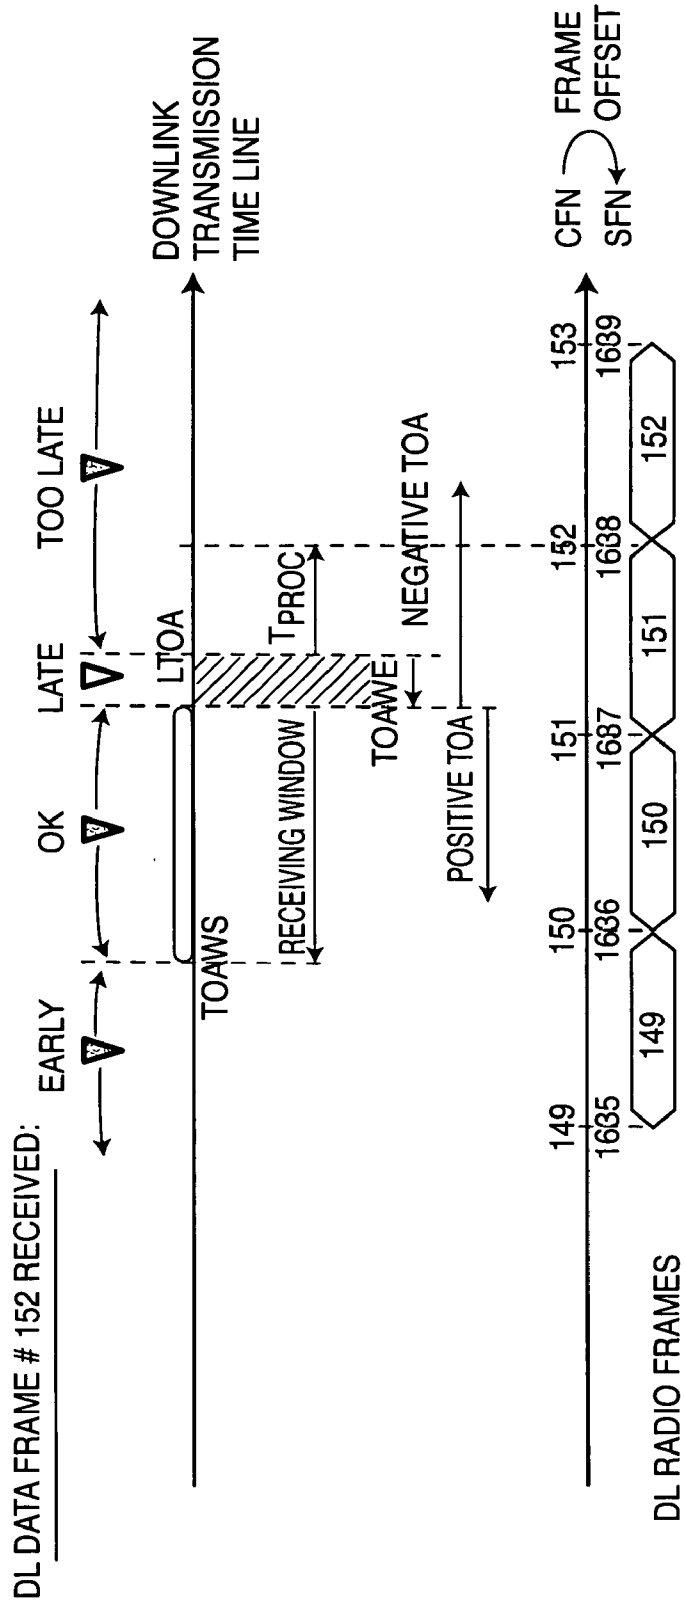 DL DATA FRAME # 152 RECEIVED:
EARLY
OK
LATE
TOO LATE
DOWNLINK
TRANSMISSION
TIME LINE
TOAWS
LTOA
RECEIVING WINDOW
TPROC
TOAWE
NEGATIVE TOA
POSITIVE TOA
149 150 151 152 153
CFN
FRAME
OFFSET
1635 1636 1687 1638 1639
SFN
149 150 151 152
DL RADIO FRAMES